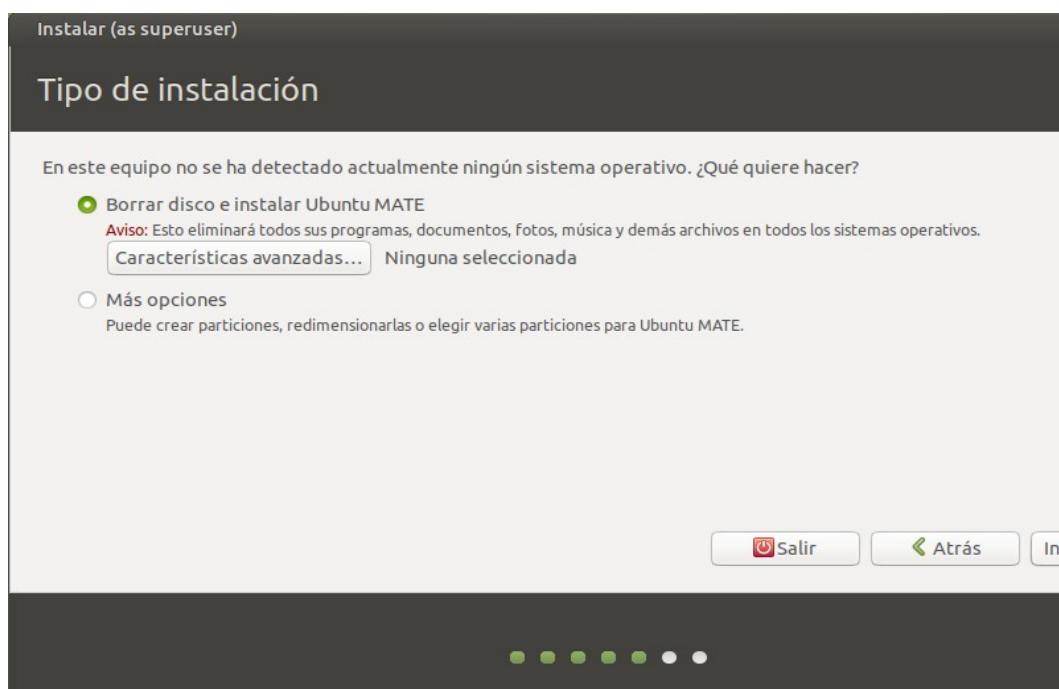 Instalar (as superuser)
Tipo de instalación
En este equipo no se ha detectado actualmente ningún sistema operativo. ¿Qué quiere hacer?
Borrar disco e instalar Ubuntu MATE
Aviso: Esto eliminará todos sus programas, documentos, fotos, música y demás archivos en todos los sistemas operativos.
Características avanzadas... Ninguna seleccionada
Más opciones
Puede crear particiones, redimensionarlas o elegir varias particiones para Ubuntu MATE.
Salir Atrás In